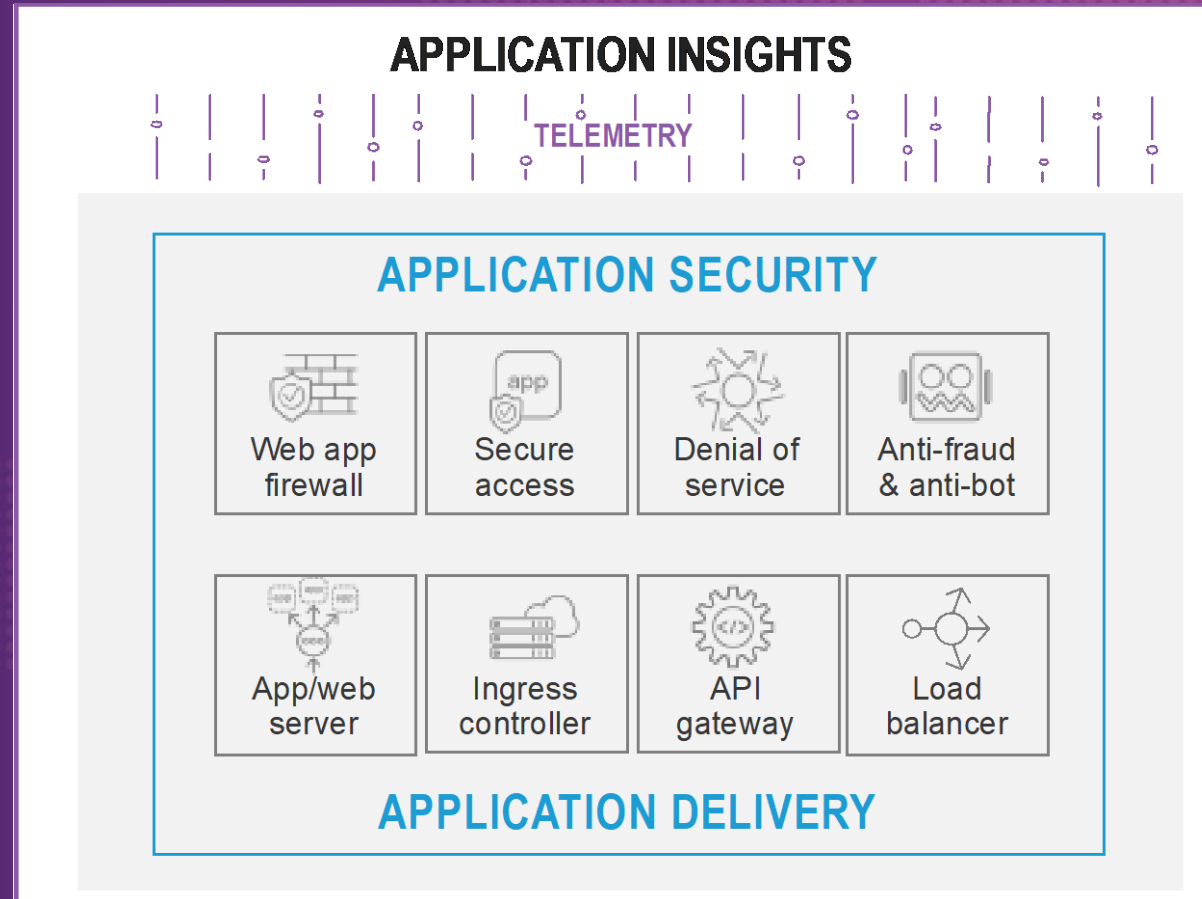 APPLICATION INSIGHTS
TELEMETRY
APPLICATION SECURITY
app
Web app
firewall
Secure
access
Denial of
service
Anti-fraud
& anti-bot
</>
App/web
server
Ingress
controller
API
gateway
Load
balancer
APPLICATION DELIVERY